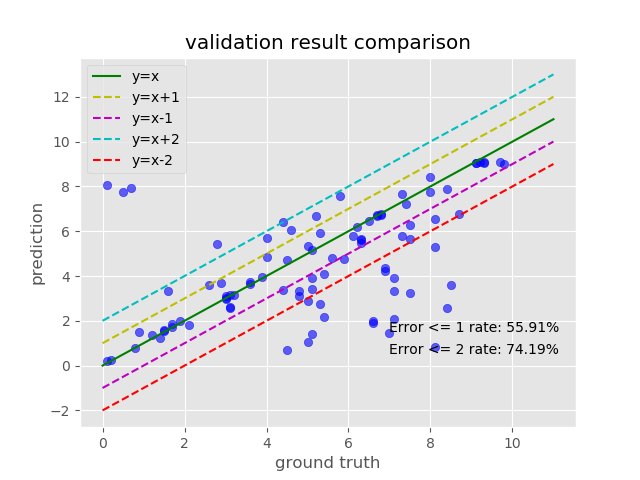 validation result comparison
y=x
y=x+1
y=x-1
y=x+2
y=x-2
12
10
8
6
4
2
0
−2
prediction
Error <= 1 rate: 55.91%
Error <= 2 rate: 74.19%
0
2
4
6
8
10
ground truth